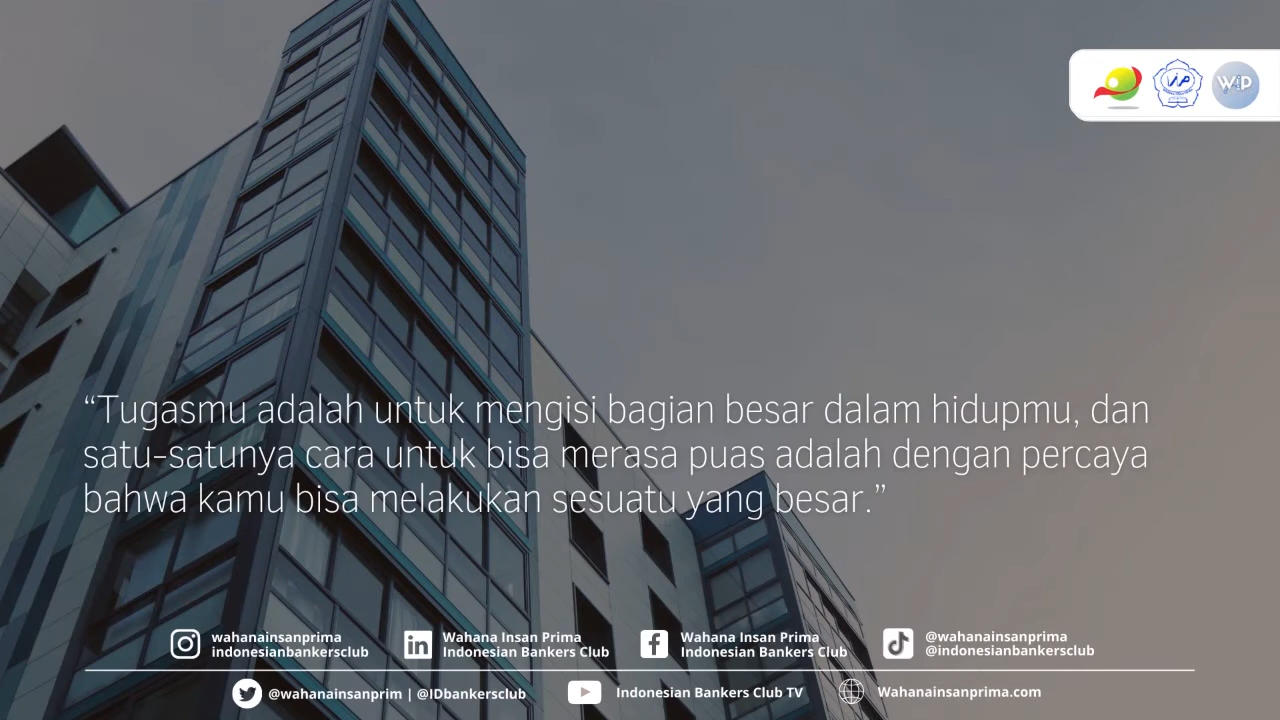 WIP
“Tugasmu adalah untuk mengisi bagian besar dalam hidupmu, dan
satu-satunya cara untuk bisa merasa puas adalah dengan percaya
bahwa kamu bisa melakukan sesuatu yang besar.”
wahanainsanprima
indonesianbankersclub
Wahana Insan Prima
Indonesian Bankers Club
Wahana Insan Prima
Indonesian Bankers Club
@wahanainsanprima
@indonesianbankersclub
@wahanainsanprim | @IDbankersclub
Indonesian Bankers Club TV
Wahanainsanprima.com